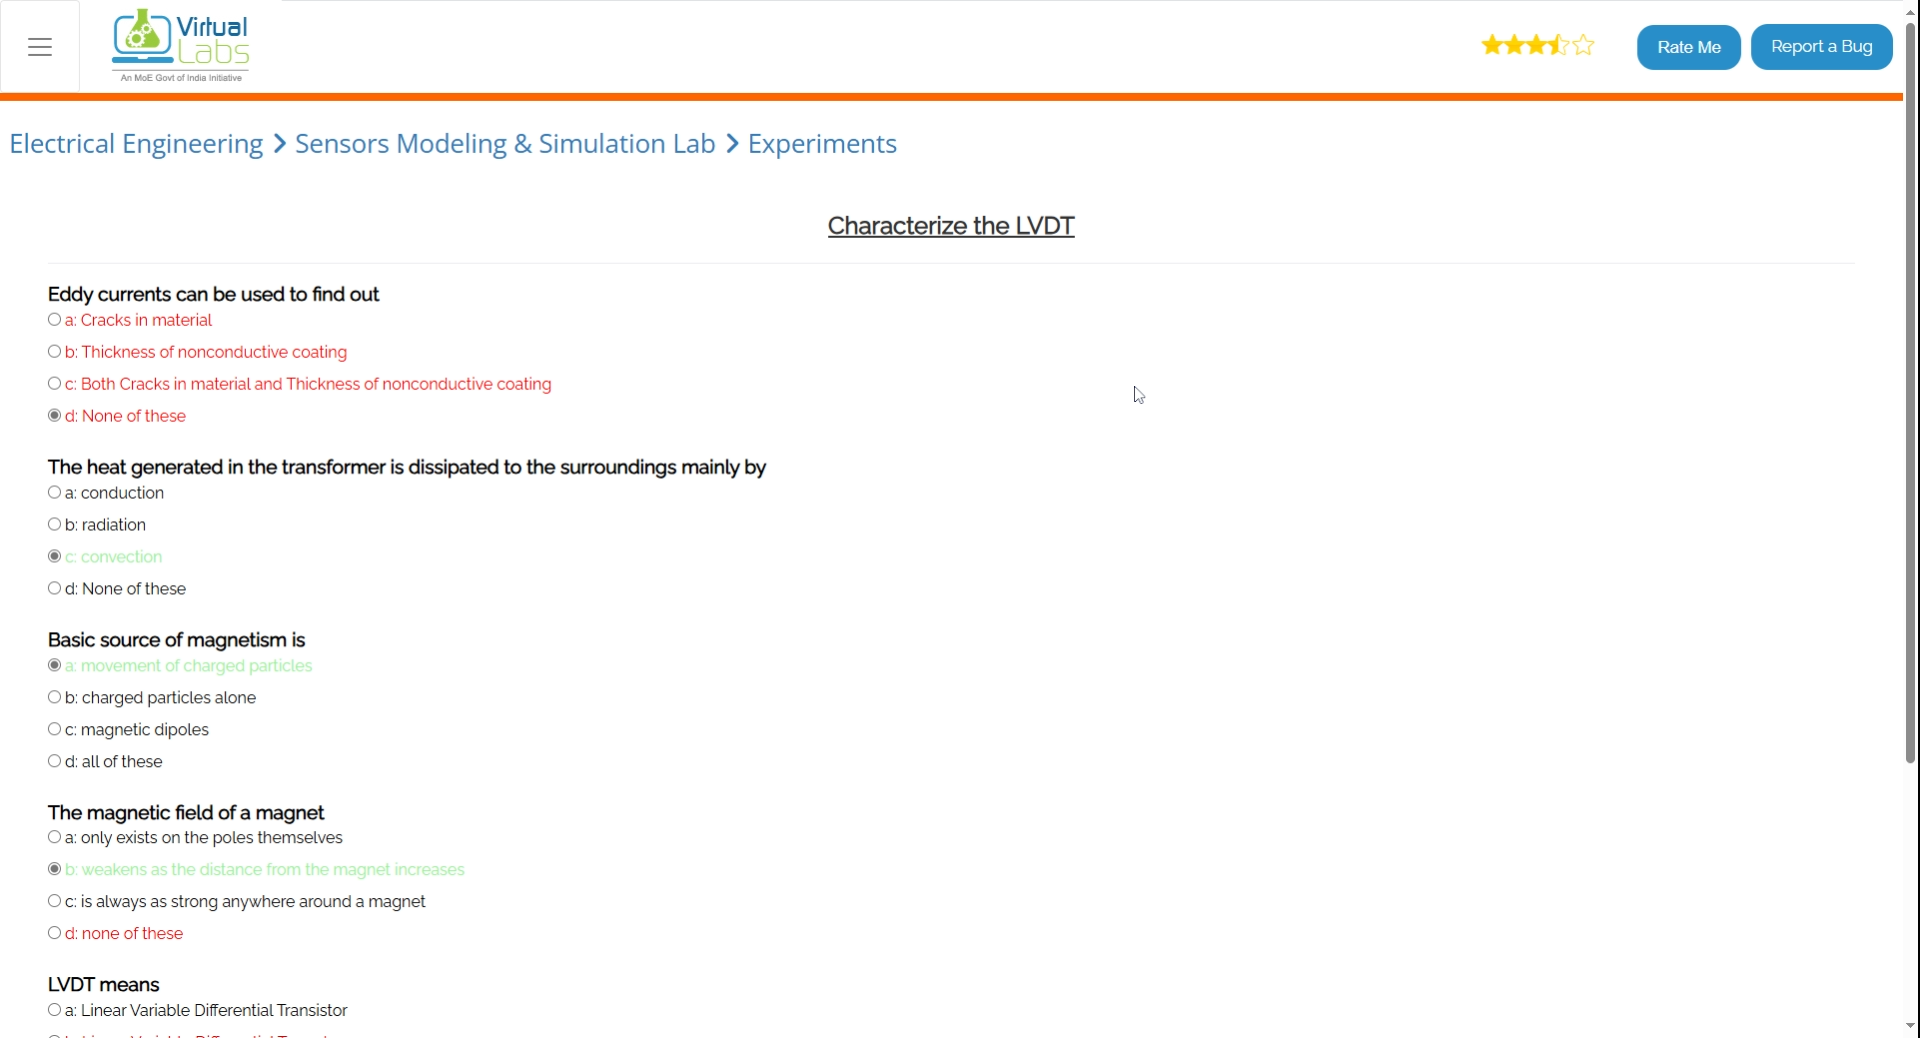 Virtual
Labs
An MoE Govt of India Initiative
Rate Me
Report a Bug
Electrical Engineering > Sensors Modeling & Simulation Lab > Experiments
Characterize the LVDT
Eddy currents can be used to find out
a: Cracks in material
b: Thickness of nonconductive coating
c: Both Cracks in material and Thickness of nonconductive coating
d: None of these
The heat generated in the transformer is dissipated to the surroundings mainly by
a: conduction
b: radiation
c: convection
d: None of these
Basic source of magnetism is
a: movement of charged particles
b: charged particles alone
c: magnetic dipoles
d: all of these
The magnetic field of a magnet
a: only exists on the poles themselves
b: weakens as the distance from the magnet increases
c: is always as strong anywhere around a magnet
d: none of these
LVDT means
a: Linear Variable Differential Transistor